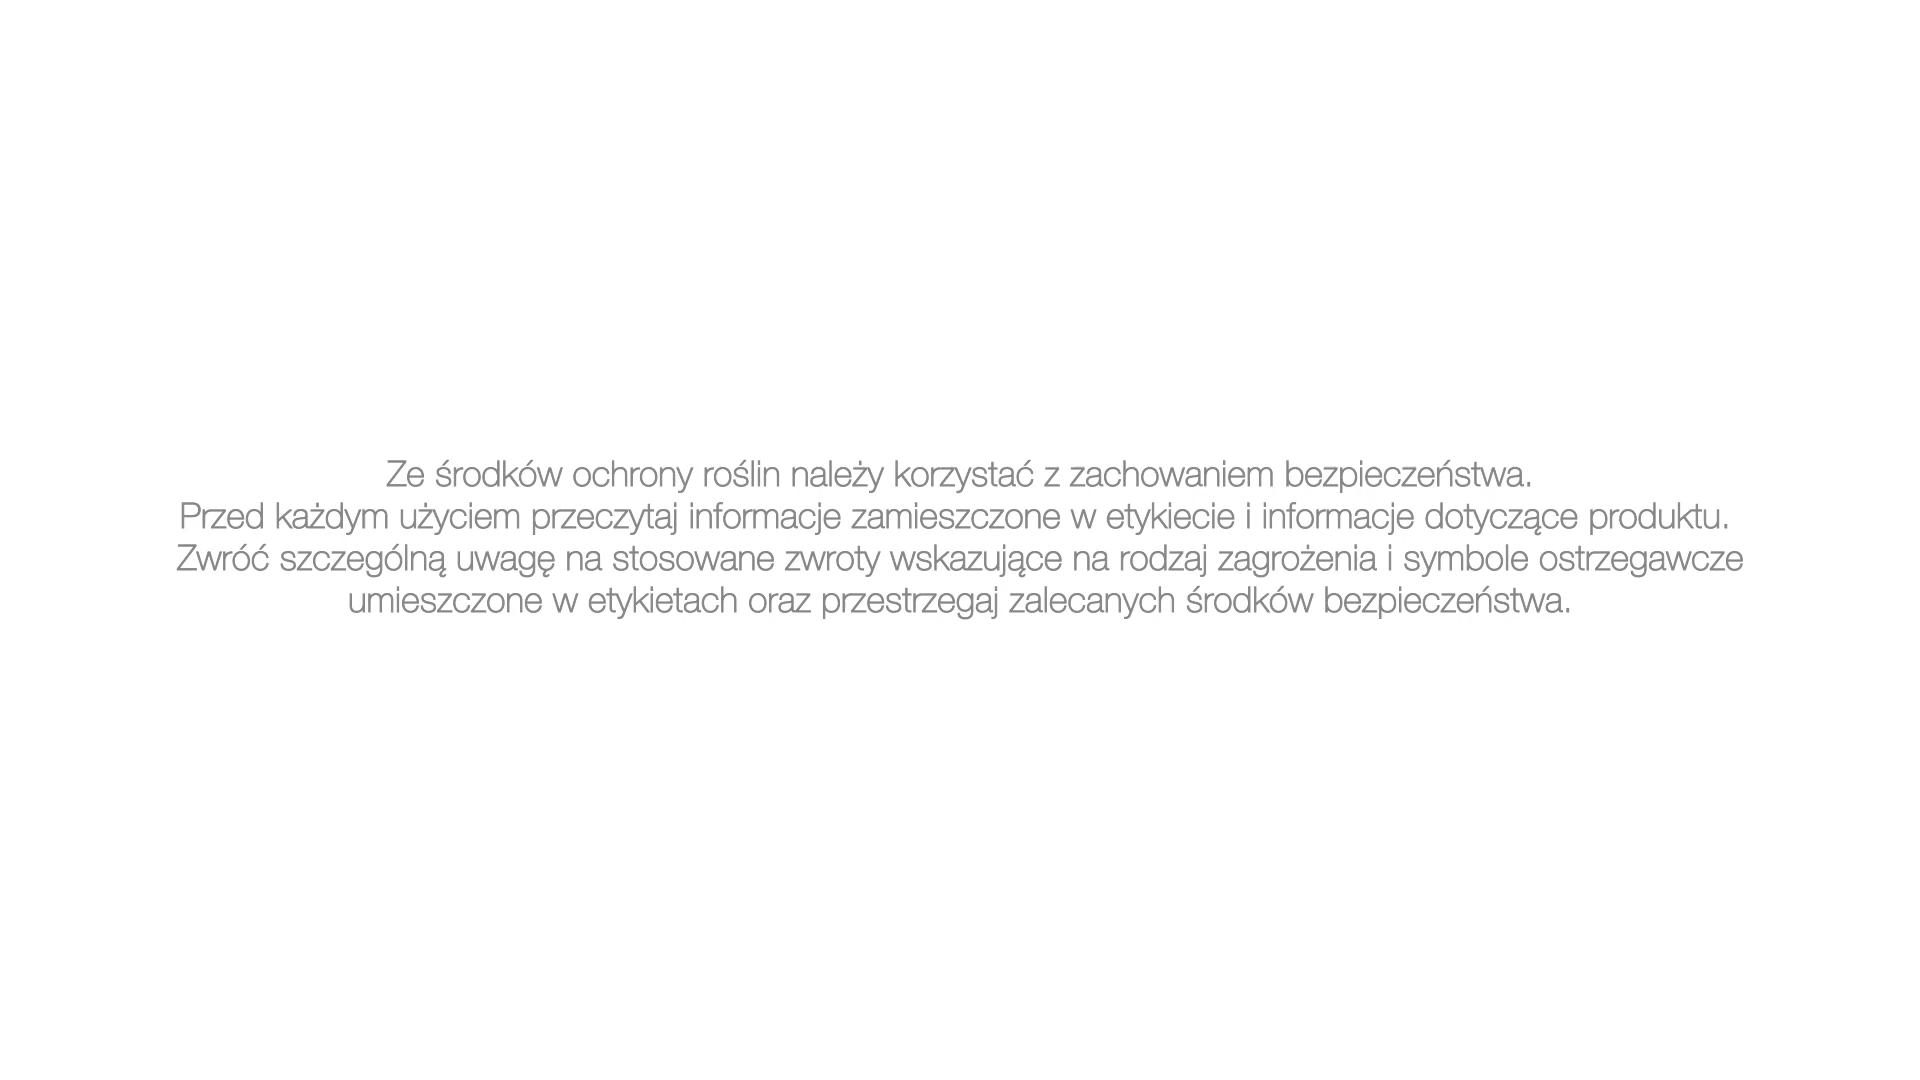 Ze środków ochrony roślin należy korzystać z zachowaniem bezpieczeństwa.
Przed każdym użyciem przeczytaj informacje zamieszczone w etykiecie i informacje dotyczące produktu.
Zwróć szczególną uwagę na stosowane zwroty wskazujące na rodzaj zagrożenia i symbole ostrzegawcze
umieszczone w etykietach oraz przestrzegaj zalecanych środków bezpieczeństwa.